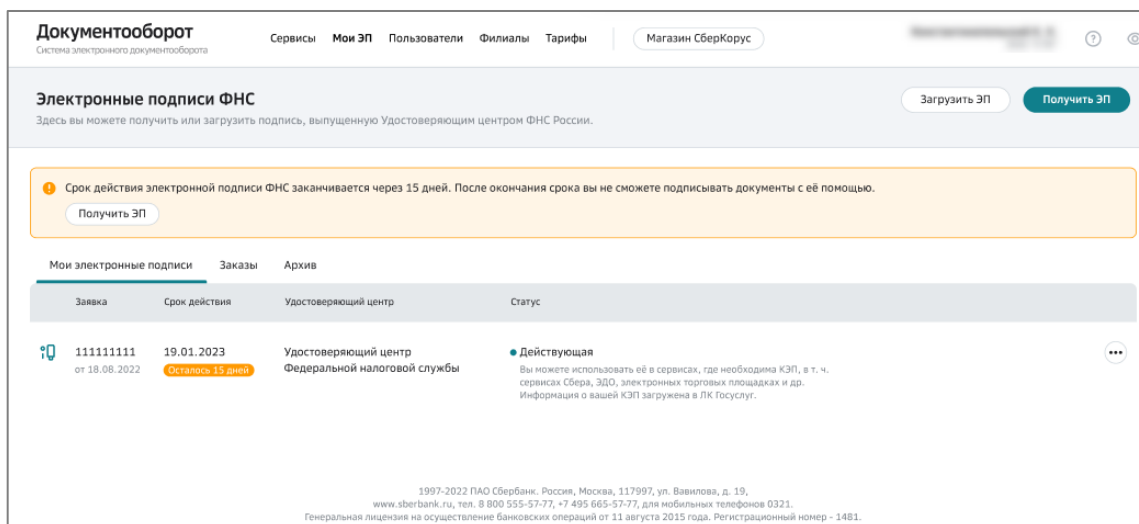 Документооборот
Система электронного документооборота
Сервисы Мои ЭП Пользователи Филиалы Тарифы Магазин СберКорус
Электронные подписи ФНС
Здесь вы можете получить или загрузить подпись, выпущенную Удостоверяющим центром ФНС России.
Загрузить ЭП Получить ЭП
Срок действия электронной подписи ФНС заканчивается через 15 дней. После окончания срока вы не сможете подписывать документы с её помощью.
Получить ЭП
Мои электронные подписи Заказы Архив
Заявка Срок действия Удостоверяющий центр Статус
111111111 19.01.2023 Удостоверяющий центр Действующая
от 18.08.2022 Осталось 15 дней Федеральной налоговой службы
Вы можете использовать её в сервисах, где необходима КЭП, в т. ч.
сервисах Сбера, ЭДО, электронных торговых площадках и др.
Информация о вашей КЭП загружена в ЛК Госуслуг.
1997-2022 ПАО Сбербанк. Россия, Москва, 117997, ул. Вавилова, д. 19,
www.sberbank.ru, тел. 8 800 555-57-77, +7 495 665-57-77, для мобильных телефонов 0321.
Генеральная лицензия на осуществление банковских операций от 11 августа 2015 года. Регистрационный номер - 1481.